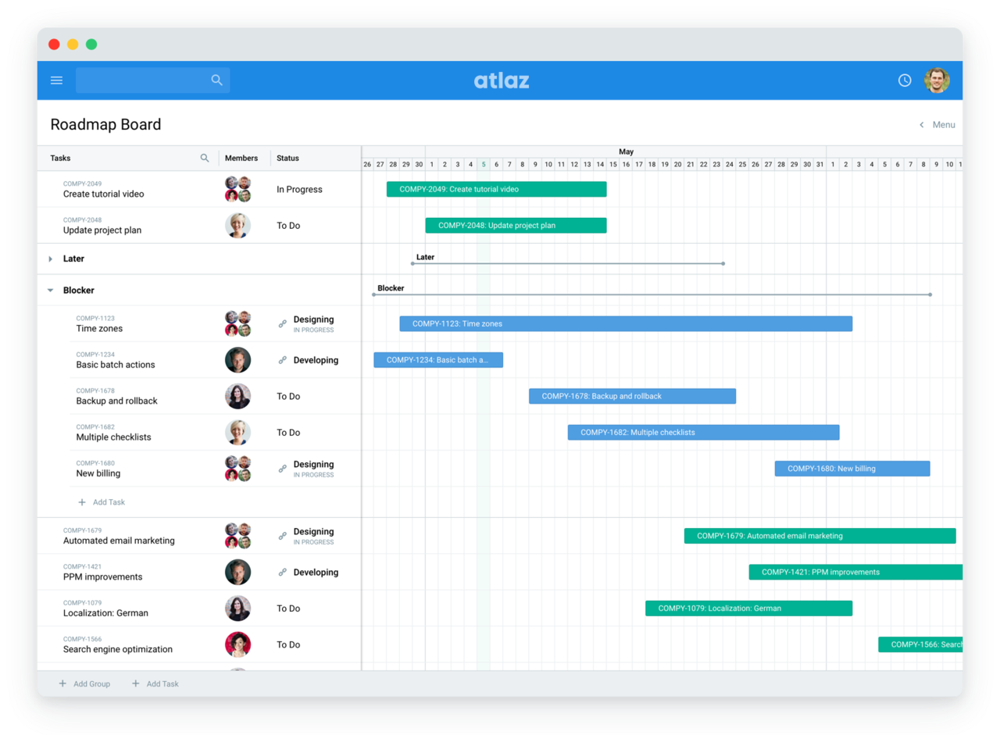 atlaz
Roadmap Board
Menu
Tasks Members Status
May
26 27 28 29 30 1 2 3 4 5 6 7 8 9 10 11 12 13 14 15 16 17 18 19 20 21 22 23 24 25 26 27 28 29 30 31 1 2 3 4 5 6 7 8 9 10
COMPY-2049
Create tutorial video
In Progress
COMPY-2049: Create tutorial video
COMPY-2048
Update project plan
To Do
COMPY-2048: Update project plan
Later
Later
Blocker
Blocker
COMPY-1123
Time zones
Designing
IN PROGRESS
COMPY-1123: Time zones
COMPY-1234
Basic batch actions
Developing
COMPY-1234: Basic batch a...
COMPY-1678
Backup and rollback
To Do
COMPY-1678: Backup and rollback
COMPY-1682
Multiple checklists
To Do
COMPY-1682: Multiple checklists
COMPY-1680
New billing
Designing
IN PROGRESS
COMPY-1680: New billing
Add Task
COMPY-1679
Automated email marketing
Designing
IN PROGRESS
COMPY-1679: Automated email marketing
COMPY-1421
PPM improvements
Developing
COMPY-1421: PPM improvements
COMPY-1079
Localization: German
To Do
COMPY-1079: Localization: German
COMPY-1566
Search engine optimization
To Do
COMPY-1566: Search
Add Group Add Task